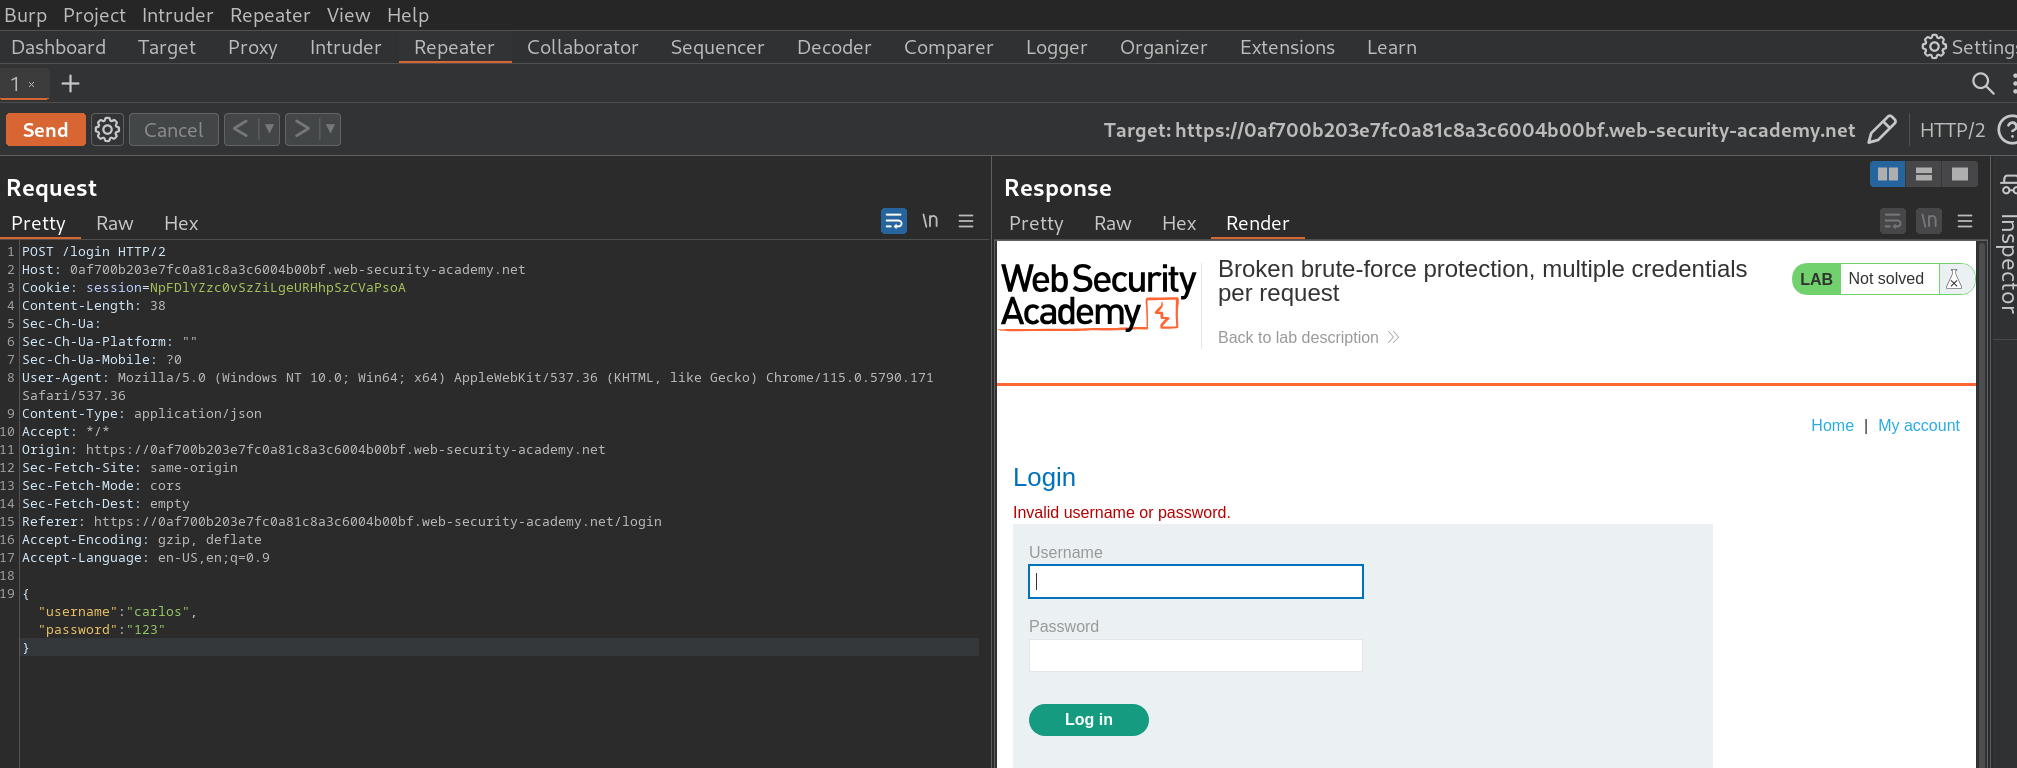 Burp Project Intruder Repeater View Help
Dashboard Target Proxy Intruder Repeater Collaborator Sequencer Decoder Comparer Logger Organizer Extensions Learn Settings
1 × +
Send Cancel < > Target: https://0af700b203e7fc0a81c8a3c6004b00bf.web-security-academy.net HTTP/2 ?
Request
Pretty Raw Hex \n
1 POST /login HTTP/2
2 Host: 0af700b203e7fc0a81c8a3c6004b00bf.web-security-academy.net
3 Cookie: session=NpFDlYZzc0vSzZiLgeURHhpSzCVaPsoA
4 Content-Length: 38
5 Sec-Ch-Ua:
6 Sec-Ch-Ua-Platform: ""
7 Sec-Ch-Ua-Mobile: ?0
8 User-Agent: Mozilla/5.0 (Windows NT 10.0; Win64; x64) AppleWebKit/537.36 (KHTML, like Gecko) Chrome/115.0.5790.171
Safari/537.36
9 Content-Type: application/json
10 Accept: */*
11 Origin: https://0af700b203e7fc0a81c8a3c6004b00bf.web-security-academy.net
12 Sec-Fetch-Site: same-origin
13 Sec-Fetch-Mode: cors
14 Sec-Fetch-Dest: empty
15 Referer: https://0af700b203e7fc0a81c8a3c6004b00bf.web-security-academy.net/login
16 Accept-Encoding: gzip, deflate
17 Accept-Language: en-US,en;q=0.9
18
19 {
"username":"carlos",
"password":"123"
}
Response
Pretty Raw Hex Render \n
WebSecurity
Academy
Broken brute-force protection, multiple credentials
per request
Back to lab description
LAB Not solved
Home | My account
Login
Invalid username or password.
Username
Password
Log in
Inspector